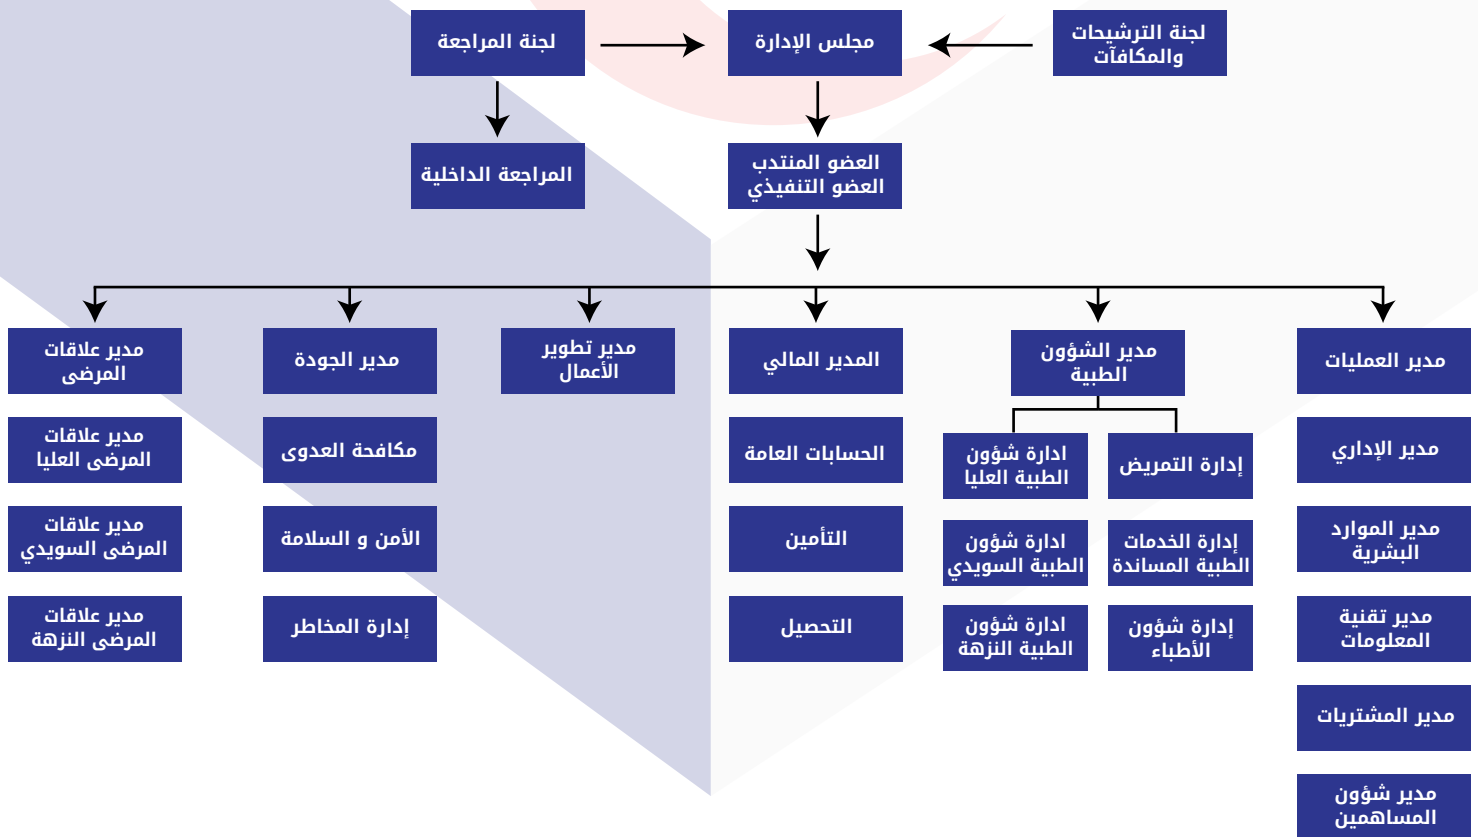 لجنة الترشيحات
والمكافآت
مجلس الإدارة
لجنة المراجعة
العضو المنتدب
العضو التنفيذي
المراجعة الداخلية
مدير العمليات
مدير الشؤون
الطبية
المدير المالي
مدير تطوير
الأعمال
مدير الجودة
مدير علاقات
المرضى
مدير الإداري
إدارة التمريض
ادارة شؤون
الطبية العليا
الحسابات العامة
مكافحة العدوى
مدير علاقات
المرضى العليا
مدير الموارد
البشرية
إدارة الخدمات
الطبية المساندة
ادارة شؤون
الطبية السويدي
التأمين
الأمن و السلامة
مدير علاقات
المرضى السويدي
مدير تقنية
المعلومات
إدارة شؤون
الأطباء
ادارة شؤون
الطبية النزهة
التحصيل
إدارة المخاطر
مدير علاقات
المرضى النزهة
مدير المشتريات
مدير شؤون
المساهمين